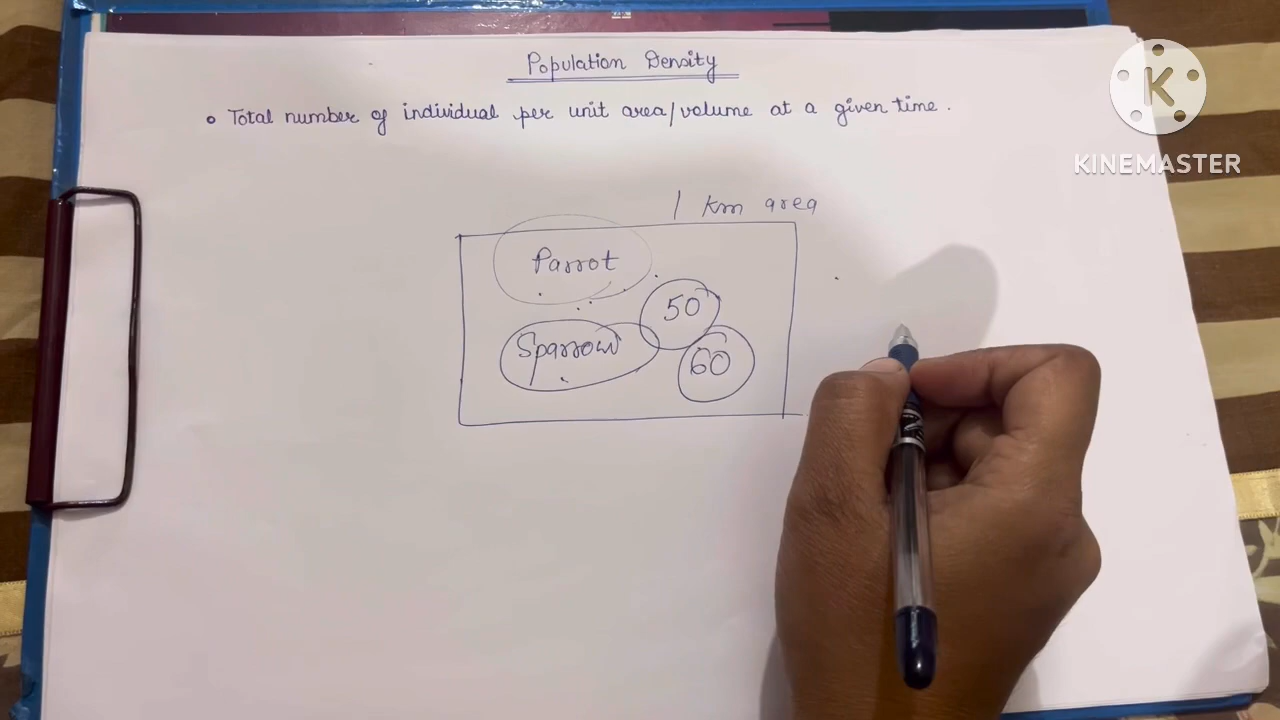 Population Density
Total number of individual per unit area/volume at a given time.
1 km area
Parrot
50
Sparrow
60
K
KINEMASTER